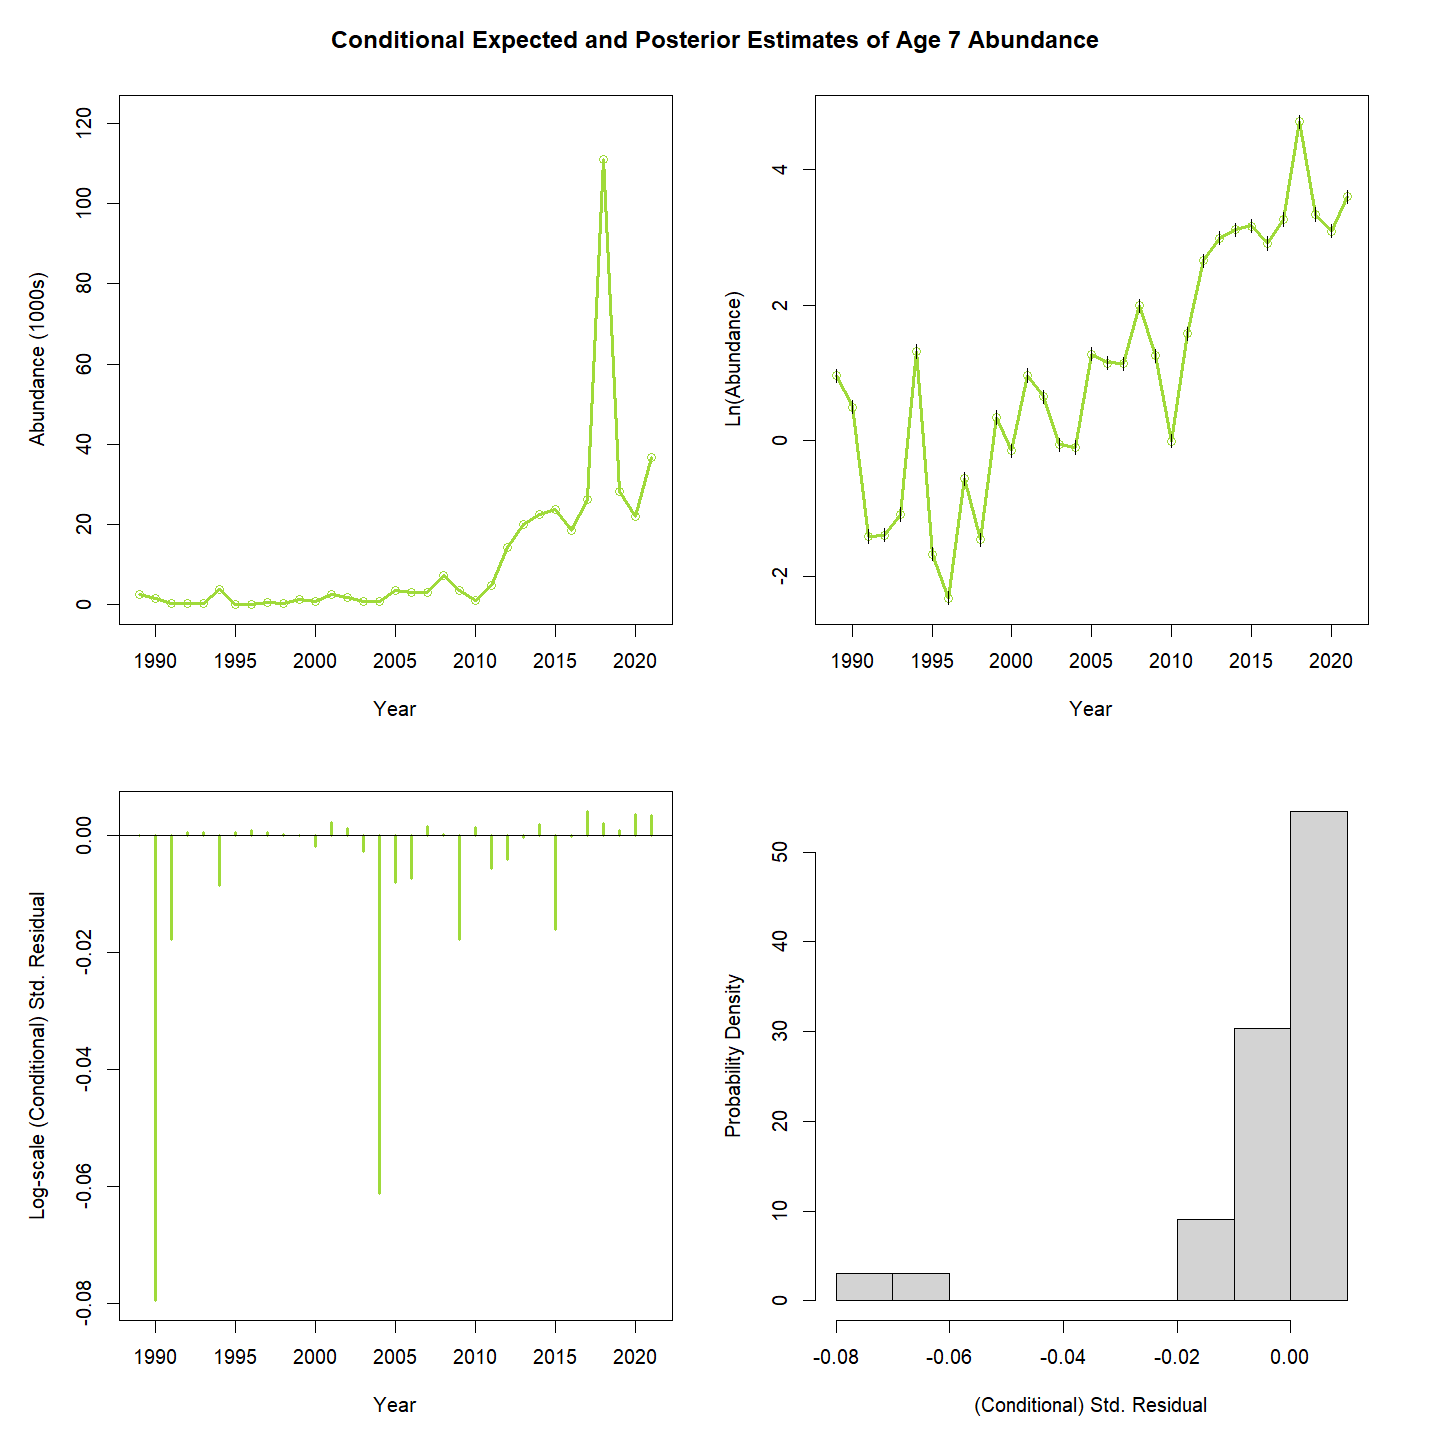 Conditional Expected and Posterior Estimates of Age 7 Abundance
Abundance (1000s)
120
100
80
60
40
20
0
1990 1995 2000 2005 2010 2015 2020
Year
Ln(Abundance)
4
2
0
-2
1990 1995 2000 2005 2010 2015 2020
Year
Log-scale (Conditional) Std. Residual
0.00
-0.02
-0.04
-0.06
-0.08
1990 1995 2000 2005 2010 2015 2020
Year
Probability Density
50
40
30
20
10
0
-0.08 -0.06 -0.04 -0.02 0.00
(Conditional) Std. Residual